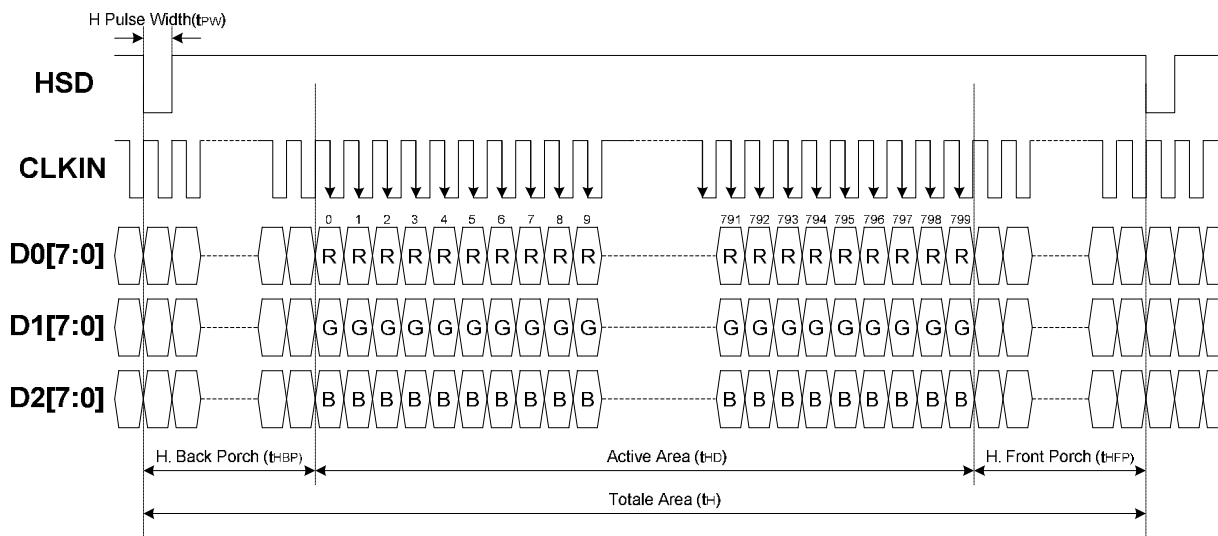 H Pulse Width(tPW)
HSD
CLKIN
0 1 2 3 4 5 6 7 8 9 791 792 793 794 795 796 797 798 799
D0[7:0] R R R R R R R R R R R R R R R R R R R
D1[7:0] G G G G G G G G G G G G G G G G G G G
D2[7:0] B B B B B B B B B B B B B B B B B B B
H. Back Porch (tHBP) Active Area (tHD) H. Front Porch (tHFP)
Totale Area (tH)